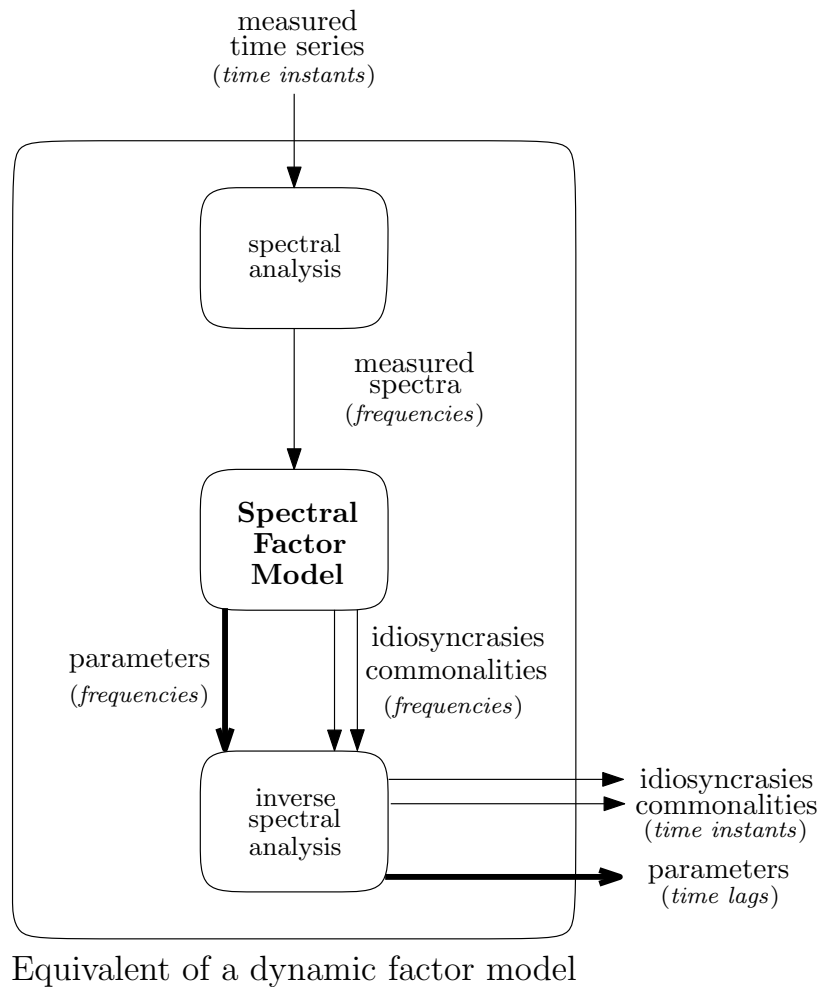 measured
time series
(time instants)
spectral
analysis
measured
spectra
(frequencies)
Spectral
Factor
Model
parameters
(frequencies)
idiosyncrasies
commonalities
(frequencies)
inverse
spectral
analysis
idiosyncrasies
commonalities
(time instants)
parameters
(time lags)
Equivalent of a dynamic factor model